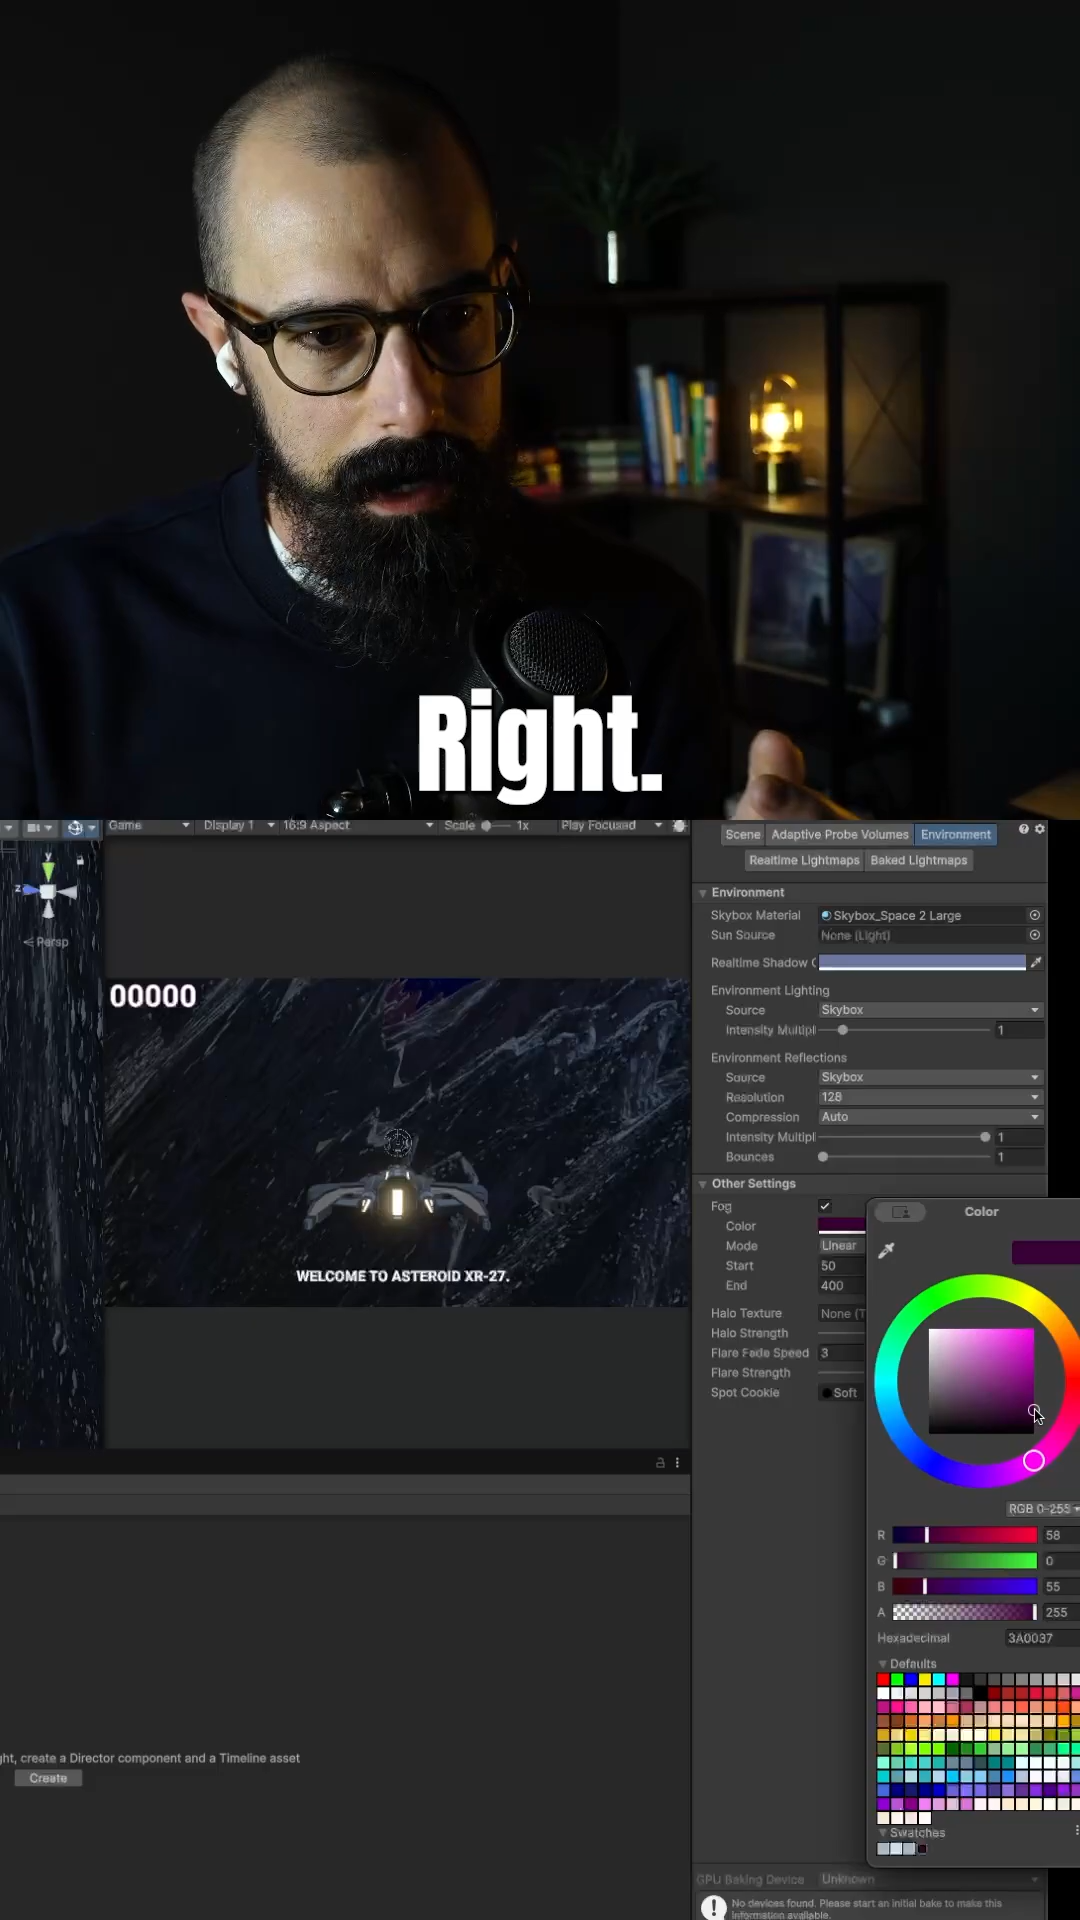 Right.
Game Display 1 16:9 Aspect Scale 1x Play Focused
Scene Adaptive Probe Volumes Environment
Realtime Lightmaps Baked Lightmaps
y
z
Persp
00000
WELCOME TO ASTEROID XR-27.
Environment
Skybox Material Skybox_Space 2 Large
Sun Source None (Light)
Realtime Shadow C
Environment Lighting
Source Skybox
Intensity Multipl 1
Environment Reflections
Source Skybox
Resolution 128
Compression Auto
Intensity Multipl 1
Bounces 1
Other Settings
Fog
Color
Mode Linear
Start 50
End 400
Halo Texture None (T
Halo Strength
Flare Fade Speed 3
Flare Strength
Spot Cookie Soft
Color
RGB 0-255
R 58
G 0
B 55
A 255
Hexadecimal 3A0037
Defaults
Swatches
ght, create a Director component and a Timeline asset
Create
GPU Baking Device Unknown
No devices found. Please start an initial bake to make this
information available.